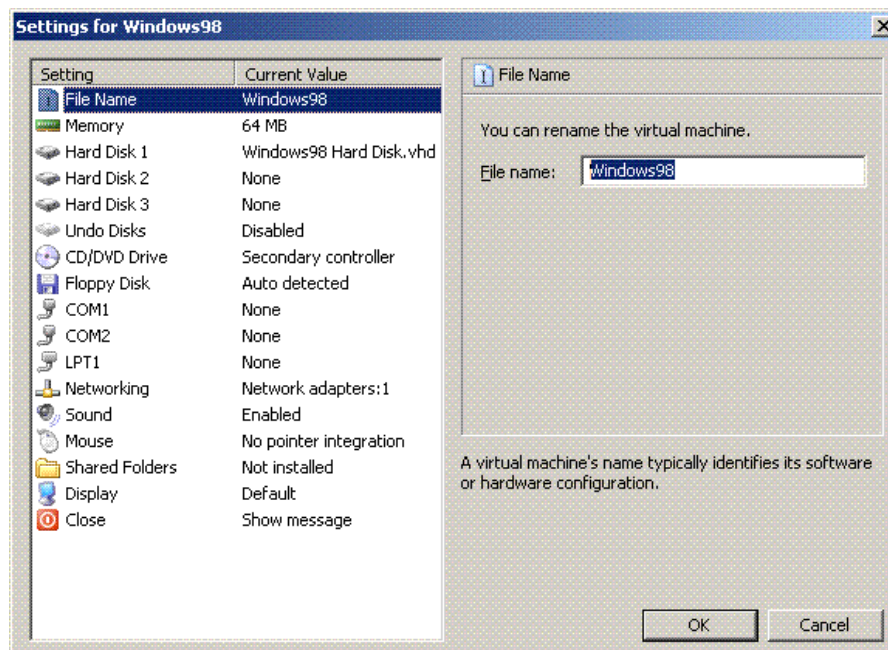 Settings for Windows98
Setting Current Value
File Name Windows98
Memory 64 MB
Hard Disk 1 Windows98 Hard Disk.vhd
Hard Disk 2 None
Hard Disk 3 None
Undo Disks Disabled
CD/DVD Drive Secondary controller
Floppy Disk Auto detected
COM1 None
COM2 None
LPT1 None
Networking Network adapters:1
Sound Enabled
Mouse No pointer integration
Shared Folders Not installed
Display Default
Close Show message
File Name
You can rename the virtual machine.
File name: Windows98
A virtual machine's name typically identifies its software
or hardware configuration.
OK Cancel